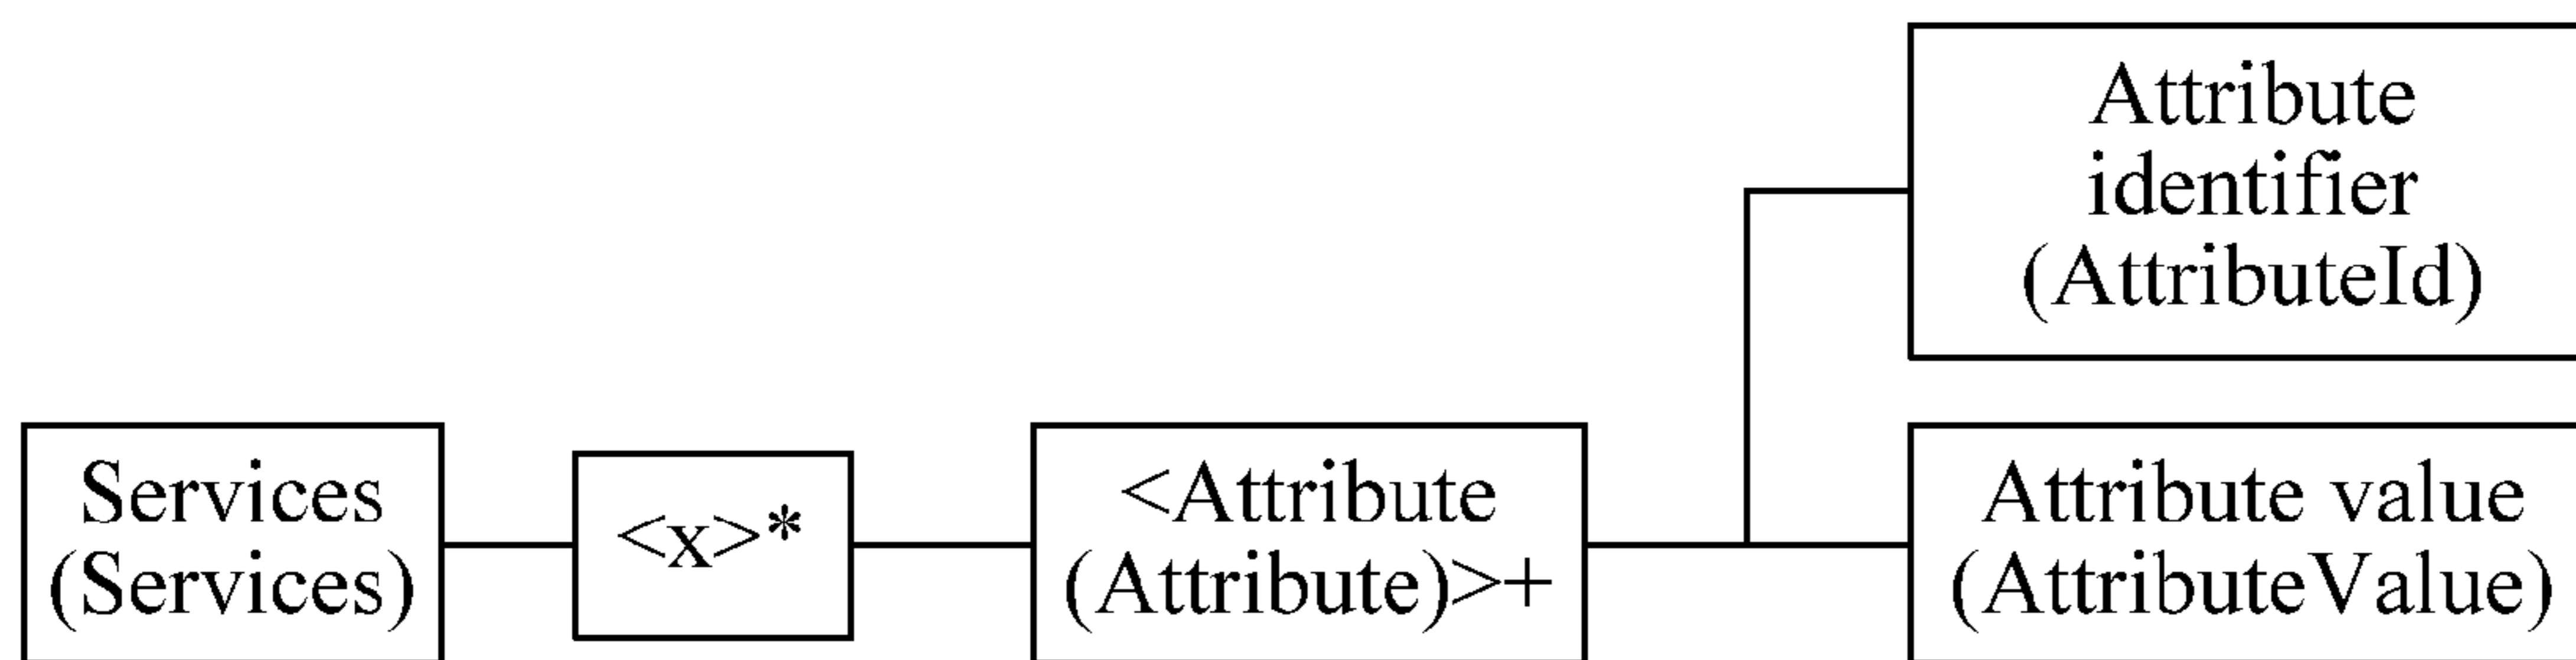 Attribute
identifier
(AttributeId)
Services
(Services)
<x>*
<Attribute
(Attribute)>+
Attribute value
(AttributeValue)